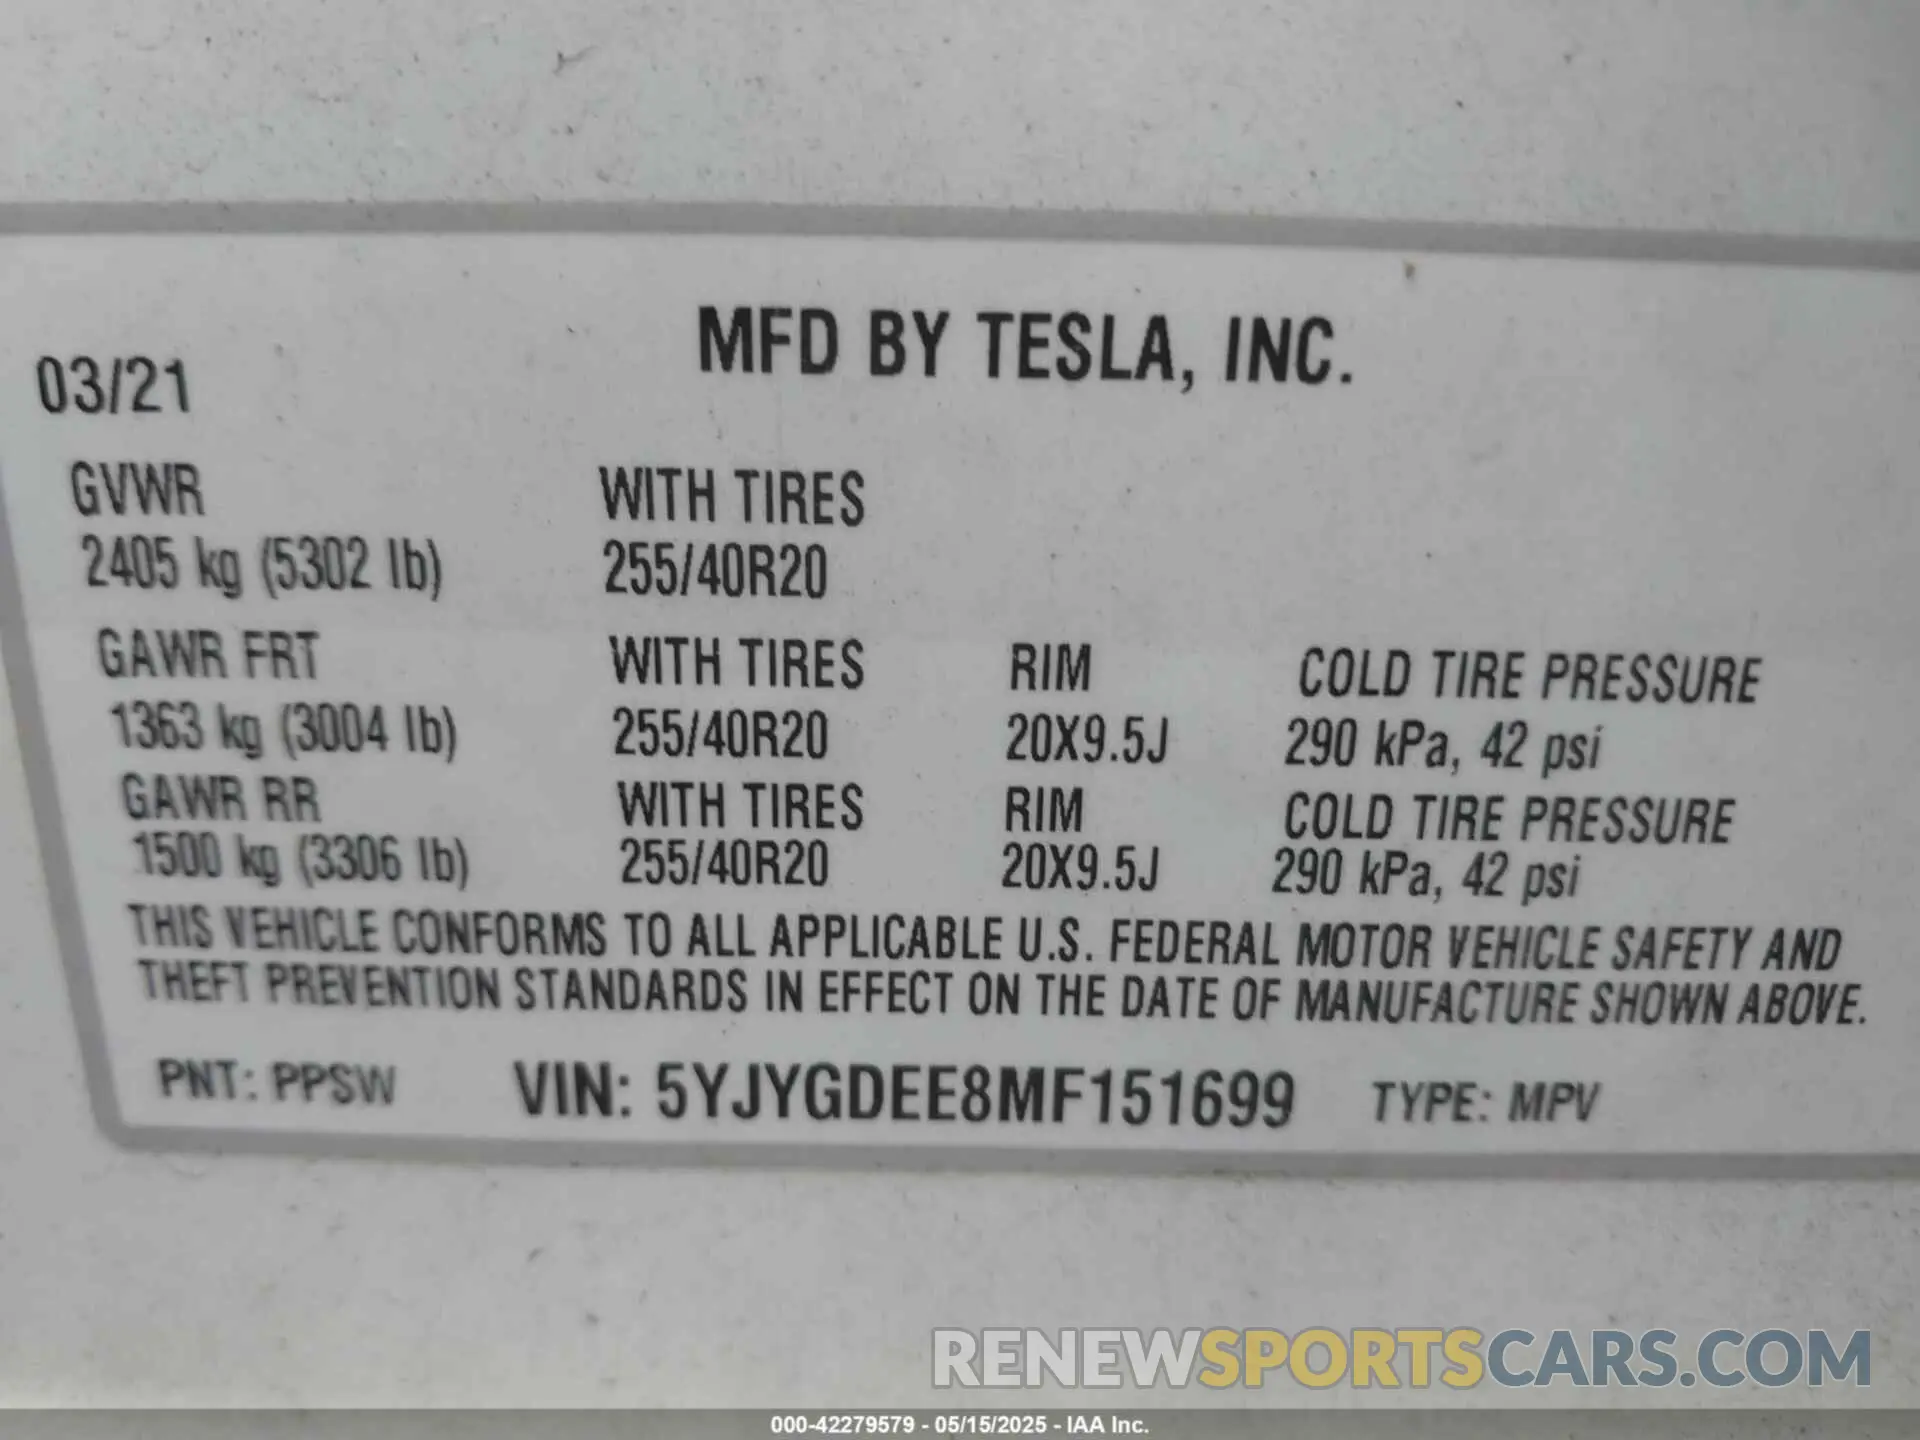 MFD BY TESLA, INC.
03/21
GVWR WITH TIRES
2405 kg (5302 lb) 255/40R20
GAWR FRT WITH TIRES RIM COLD TIRE PRESSURE
1363 kg (3004 lb) 255/40R20 20X9.5J 290 kPa, 42 psi
GAWR RR WITH TIRES RIM COLD TIRE PRESSURE
1500 kg (3306 lb) 255/40R20 20X9.5J 290 kPa, 42 psi
THIS VEHICLE CONFORMS TO ALL APPLICABLE U.S. FEDERAL MOTOR VEHICLE SAFETY AND
THEFT PREVENTION STANDARDS IN EFFECT ON THE DATE OF MANUFACTURE SHOWN ABOVE.
PNT: PPSW VIN: 5YJYGDEE8MF151699 TYPE: MPV
RENEWSPORTSCARS.COM
000-42279579 - 05/15/2025 - IAA Inc.